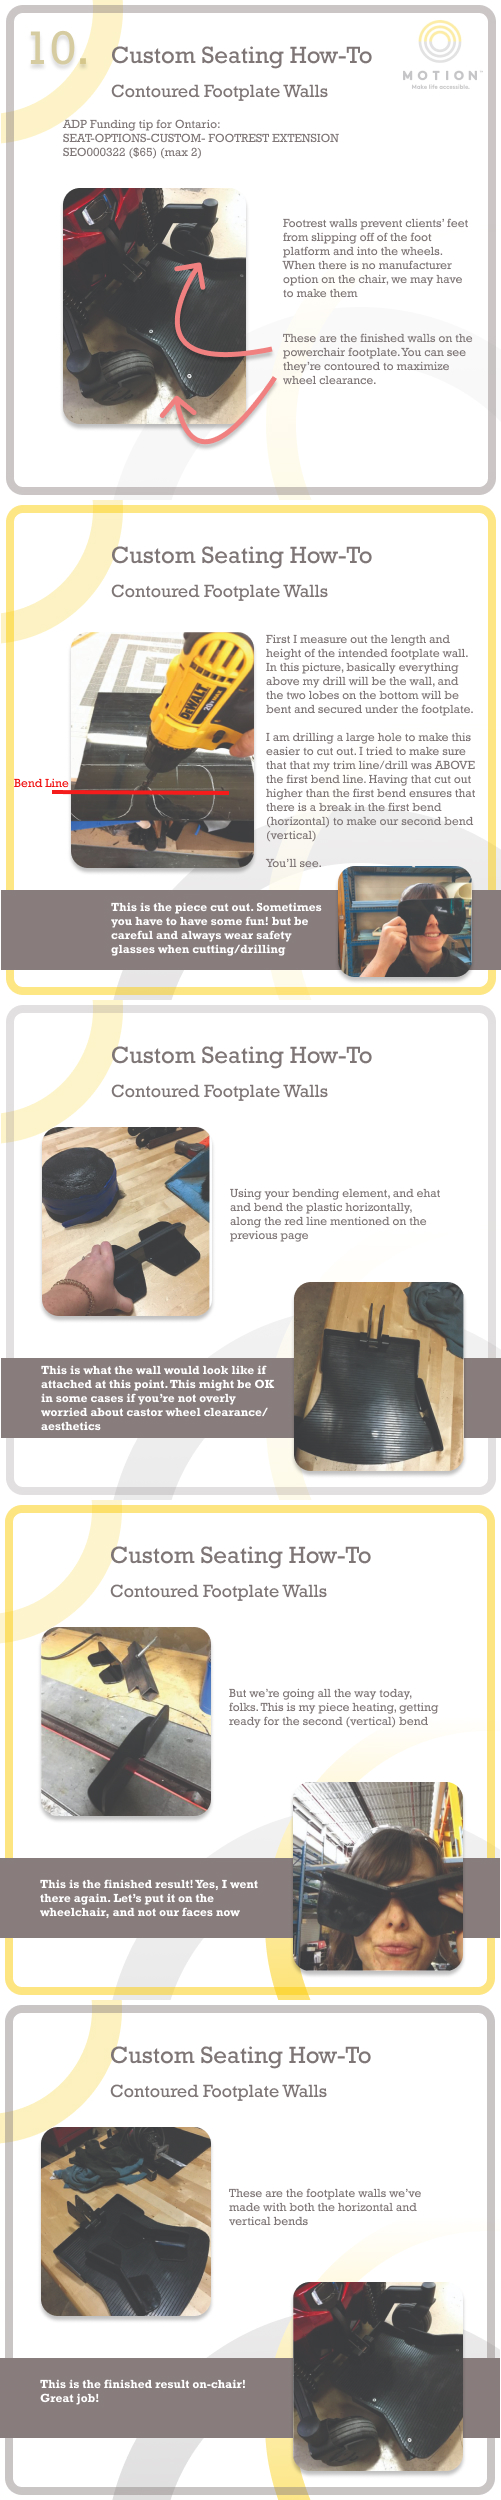 10.
Custom Seating How-To
MOTION
Make life accessible.
Contoured Footplate Walls
ADP Funding tip for Ontario:
SEAT-OPTIONS-CUSTOM- FOOTREST EXTENSION
SEO000322 ($65) (max 2)
Footrest walls prevent clients' feet
from slipping off of the foot
platform and into the wheels.
When there is no manufacturer
option on the chair, we may have
to make them
These are the finished walls on the
powerchair footplate. You can see
they're contoured to maximize
wheel clearance.
Custom Seating How-To
Contoured Footplate Walls
First I measure out the length and
height of the intended footplate wall.
In this picture, basically everything
above my drill will be the wall, and
the two lobes on the bottom will be
bent and secured under the footplate.
I am drilling a large hole to make this
easier to cut out. I tried to make sure
that that my trim line/drill was ABOVE
the first bend line. Having that cut out
higher than the first bend ensures that
there is a break in the first bend
(horizontal) to make our second bend
(vertical)
You'll see.
DEWALT
Bend Line
This is the piece cut out. Sometimes
you have to have some fun! but be
careful and always wear safety
glasses when cutting/drilling
Custom Seating How-To
Contoured Footplate Walls
Using your bending element, and ehat
and bend the plastic horizontally,
along the red line mentioned on the
previous page
This is what the wall would look like if
attached at this point. This might be OK
in some cases if you're not overly
worried about castor wheel clearance/
aesthetics
Custom Seating How-To
Contoured Footplate Walls
But we're going all the way today,
folks. This is my piece heating, getting
ready for the second (vertical) bend
This is the finished result! Yes, I went
there again. Let's put it on the
wheelchair, and not our faces now
Custom Seating How-To
Contoured Footplate Walls
These are the footplate walls we've
made with both the horizontal and
vertical bends
This is the finished result on-chair!
Great job!